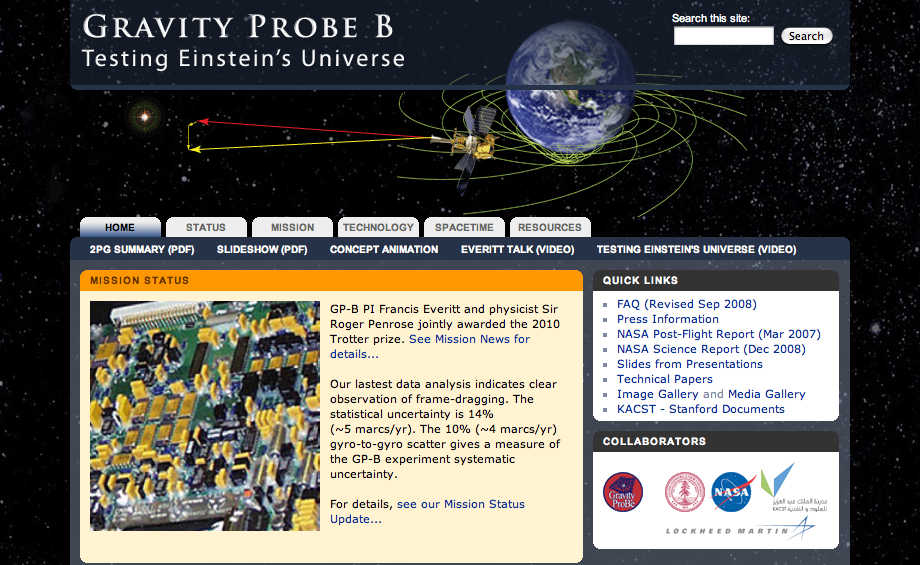 GRAVITY PROBE B
Testing Einstein's Universe
Search this site:
Search
HOME
STATUS
MISSION
TECHNOLOGY
SPACETIME
RESOURCES
2PG SUMMARY (PDF)
SLIDESHOW (PDF)
CONCEPT ANIMATION
EVERITT TALK (VIDEO)
TESTING EINSTEIN'S UNIVERSE (VIDEO)
MISSION STATUS
GP-B PI Francis Everitt and physicist Sir
Roger Penrose jointly awarded the 2010
Trotter prize. See Mission News for
details...
Our lastest data analysis indicates clear
observation of frame-dragging. The
statistical uncertainty is 14%
(~5 marcs/yr). The 10% (~4 marcs/yr)
gyro-to-gyro scatter gives a measure of
the GP-B experiment systematic
uncertainty.
For details, see our Mission Status
Update...
QUICK LINKS
FAQ (Revised Sep 2008)
Press Information
NASA Post-Flight Report (Mar 2007)
NASA Science Report (Dec 2008)
Slides from Presentations
Technical Papers
Image Gallery and Media Gallery
KACST - Stanford Documents
COLLABORATORS
Gravity
Probe B
NASA
مدينة الملك عبد العزيز
للعلوم و التقنية KACST
LOCKHEED MARTIN